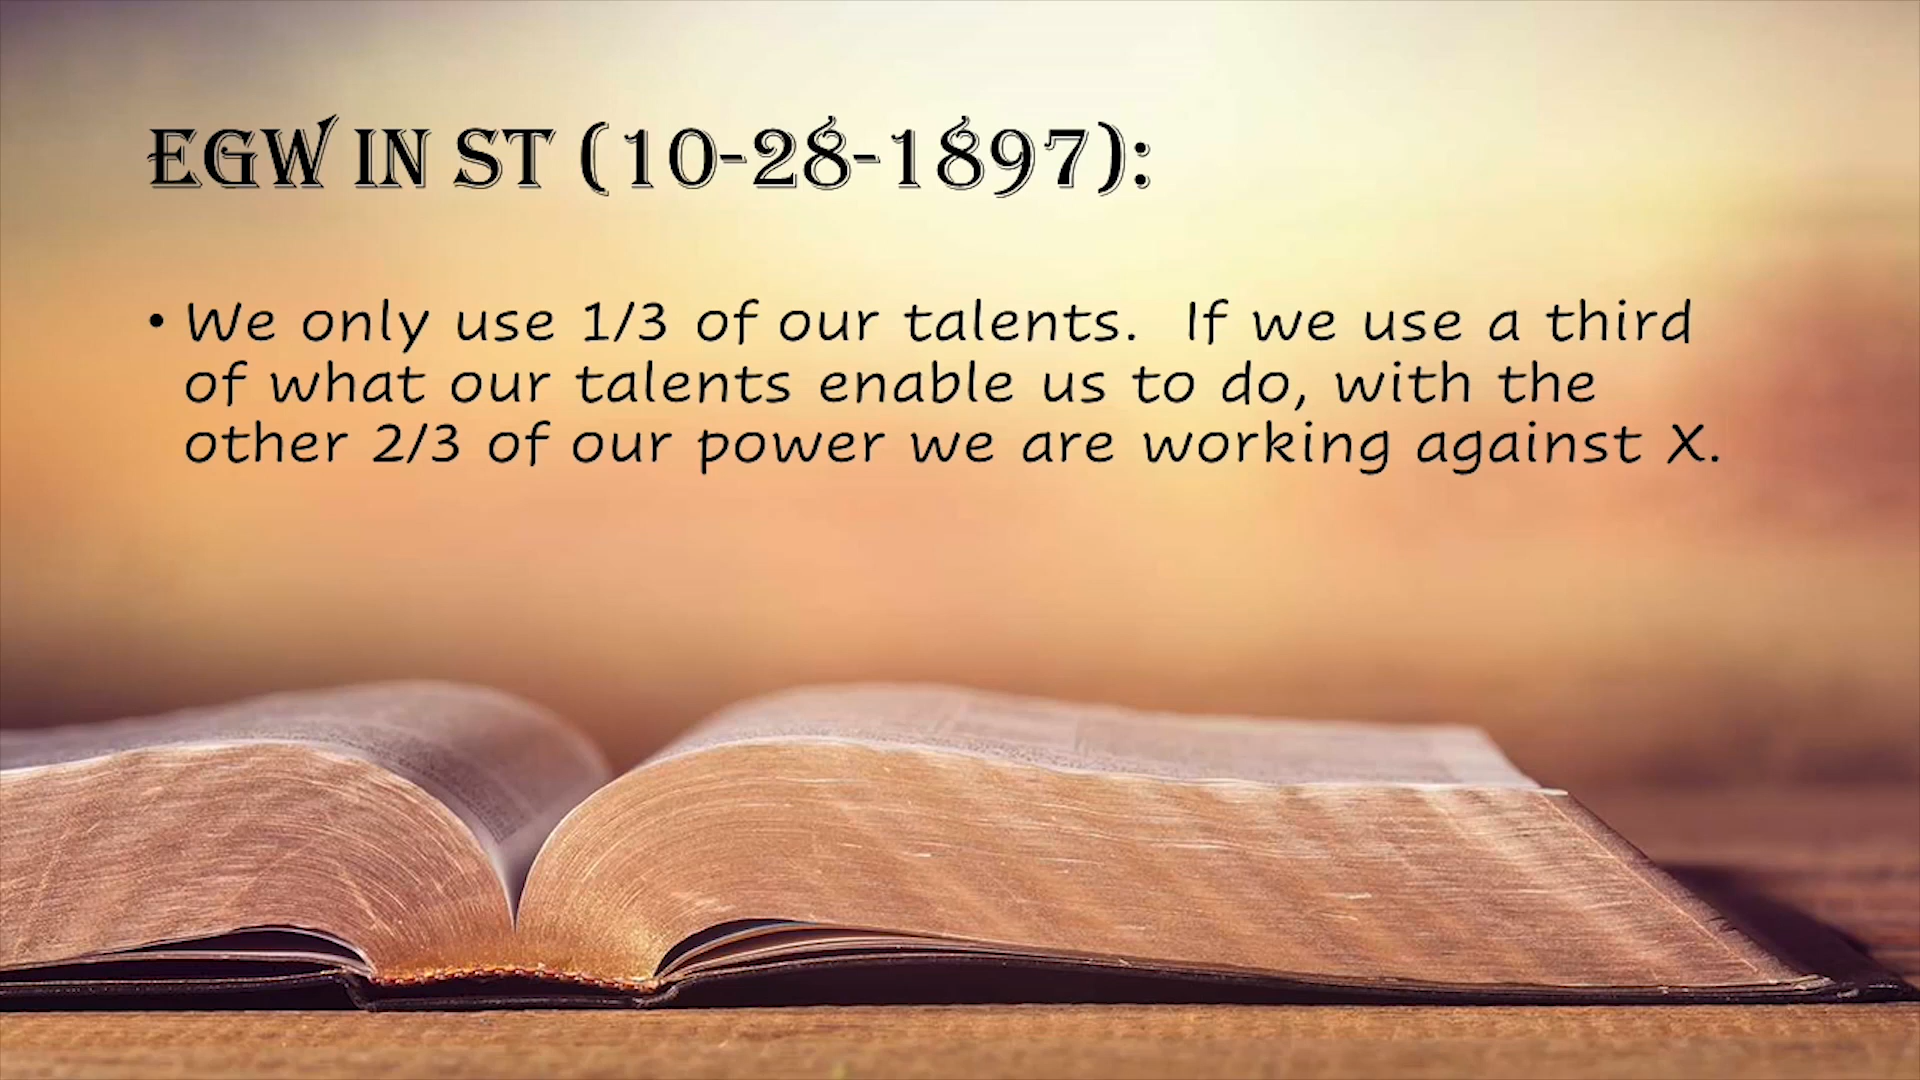 EGW IN ST (10-28-1897):
• We only use 1/3 of our talents.  If we use a third
of what our talents enable us to do, with the
other 2/3 of our power we are working against X.